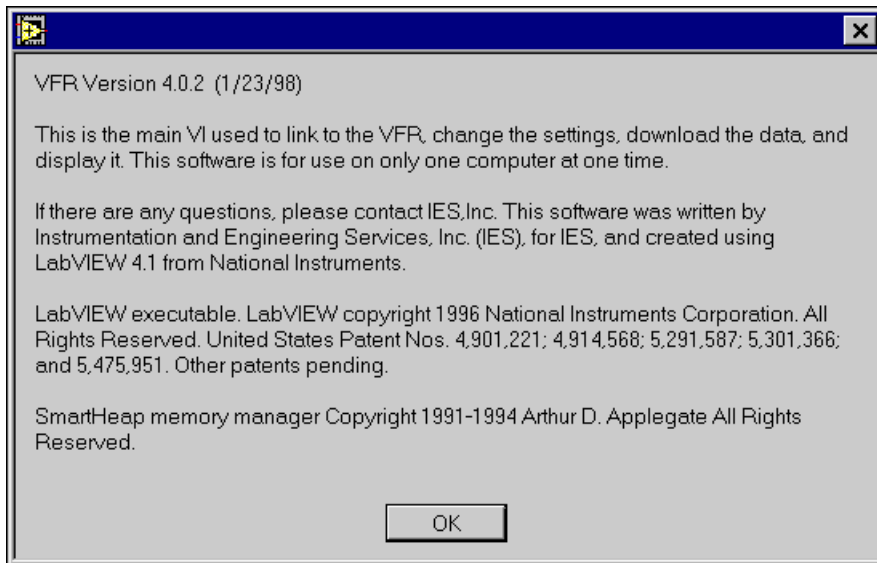 VFR Version 4.0.2 (1/23/98)
This is the main VI used to link to the VFR, change the settings, download the data, and
display it. This software is for use on only one computer at one time.
If there are any questions, please contact IES,Inc. This software was written by
Instrumentation and Engineering Services, Inc. (IES), for IES, and created using
LabVIEW 4.1 from National Instruments.
LabVIEW executable. LabVIEW copyright 1996 National Instruments Corporation. All
Rights Reserved. United States Patent Nos. 4,901,221; 4,914,568; 5,291,587; 5,301,366;
and 5,475,951. Other patents pending.
SmartHeap memory manager Copyright 1991-1994 Arthur D. Applegate All Rights
Reserved.
OK